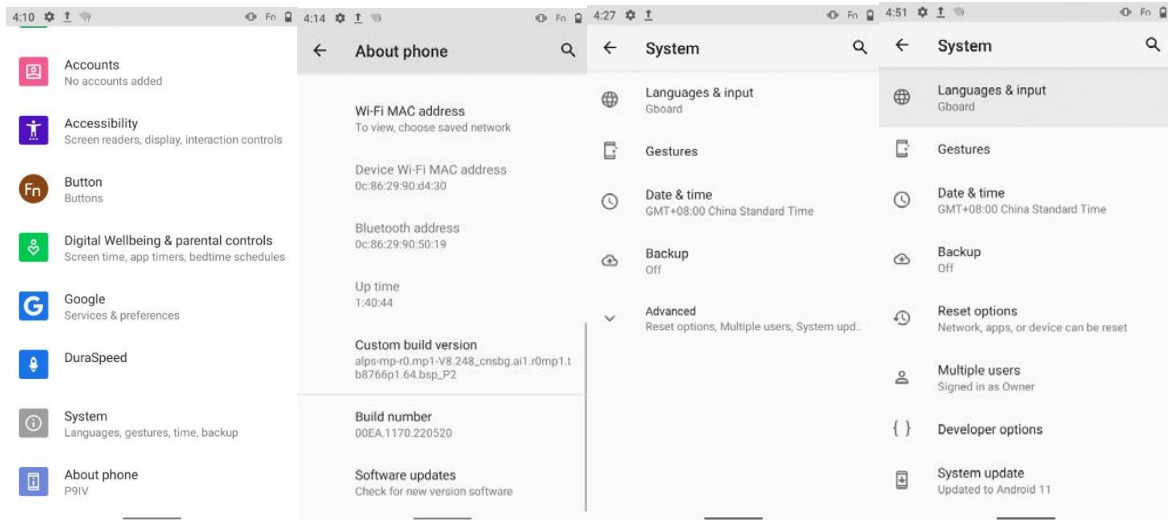 4:10 Fn
Accounts
No accounts added
Accessibility
Screen readers, display, interaction controls
Fn
Button
Buttons
Digital Wellbeing & parental controls
Screen time, app timers, bedtime schedules
G
Google
Services & preferences
DuraSpeed
System
Languages, gestures, time, backup
About phone
P9IV
4:14 Fn
About phone
Wi-Fi MAC address
To view, choose saved network
Device Wi-Fi MAC address
0c:86:29:90:d4:30
Bluetooth address
0c:86:29:90:50:19
Up time
1:40:44
Custom build version
alps-mp-r0.mp1-V8.248_cnsbg.ai1.r0mp1.t
b8766p1.64.bsp_P2
Build number
00EA.1170.220520
Software updates
Check for new version software
4:27 Fn
System
Languages & input
Gboard
Gestures
Date & time
GMT+08:00 China Standard Time
Backup
Off
Advanced
Reset options, Multiple users, System upd..
4:51 Fn
System
Languages & input
Gboard
Gestures
Date & time
GMT+08:00 China Standard Time
Backup
Off
Reset options
Network, apps, or device can be reset
Multiple users
Signed in as Owner
{ } Developer options
System update
Updated to Android 11